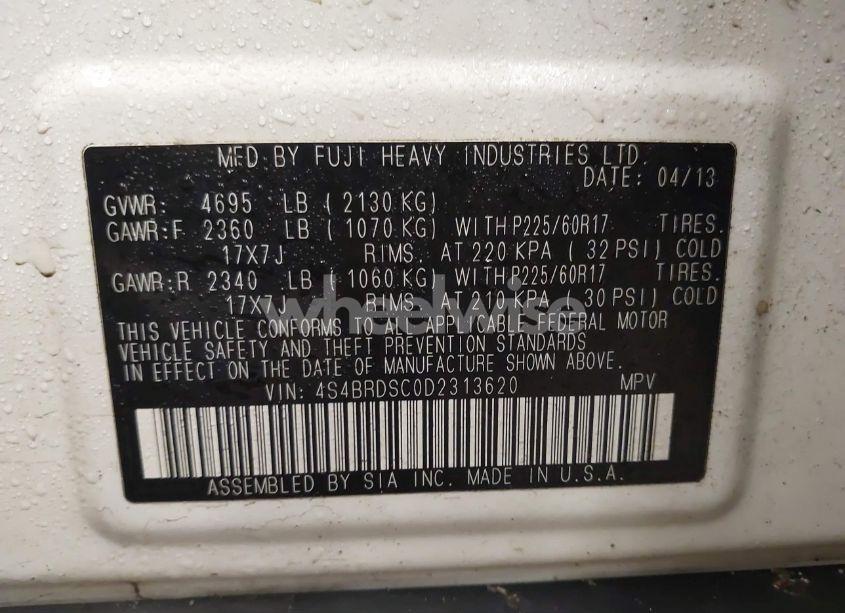 MFD BY FUJI HEAVY INDUSTRIES LTD.
DATE: 04/13
GVWR: 4695 LB ( 2130 KG)
GAWR:F 2360 LB ( 1070 KG) WITH P225/60R17 TIRES.
17X7J RIMS. AT 220 KPA ( 32 PSI) COLD
GAWR:R 2340 LB ( 1060 KG) WITH P225/60R17 TIRES.
17X7J RIMS. AT 210 KPA ( 30 PSI) COLD
wheelwise
THIS VEHICLE CONFORMS TO ALL APPLICABLE FEDERAL MOTOR
VEHICLE SAFETY AND THEFT PREVENTION STANDARDS
IN EFFECT ON THE DATE OF MANUFACTURE SHOWN ABOVE.
VIN: 4S4BRDSC0D2313620 MPV
ASSEMBLED BY SIA INC. MADE IN U.S.A.